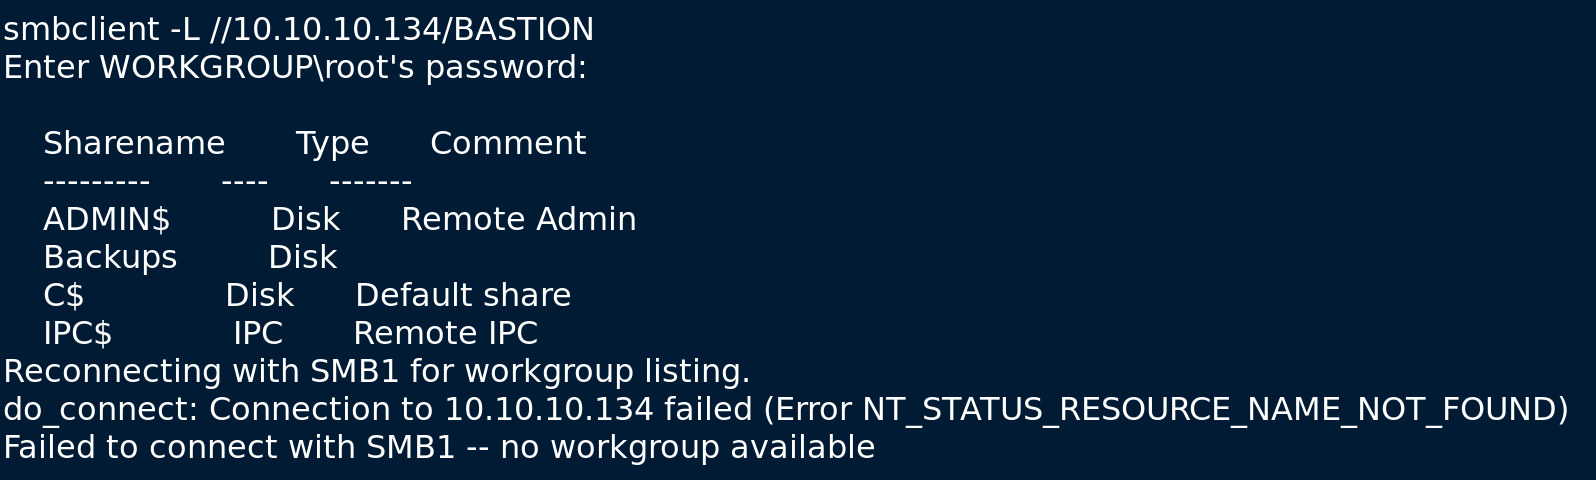 smbclient -L //10.10.10.134/BASTION
Enter WORKGROUP\root's password:
Sharename Type Comment
--------- ---- -------
ADMIN$ Disk Remote Admin
Backups Disk
C$ Disk Default share
IPC$ IPC Remote IPC
Reconnecting with SMB1 for workgroup listing.
do_connect: Connection to 10.10.10.134 failed (Error NT_STATUS_RESOURCE_NAME_NOT_FOUND)
Failed to connect with SMB1 -- no workgroup available